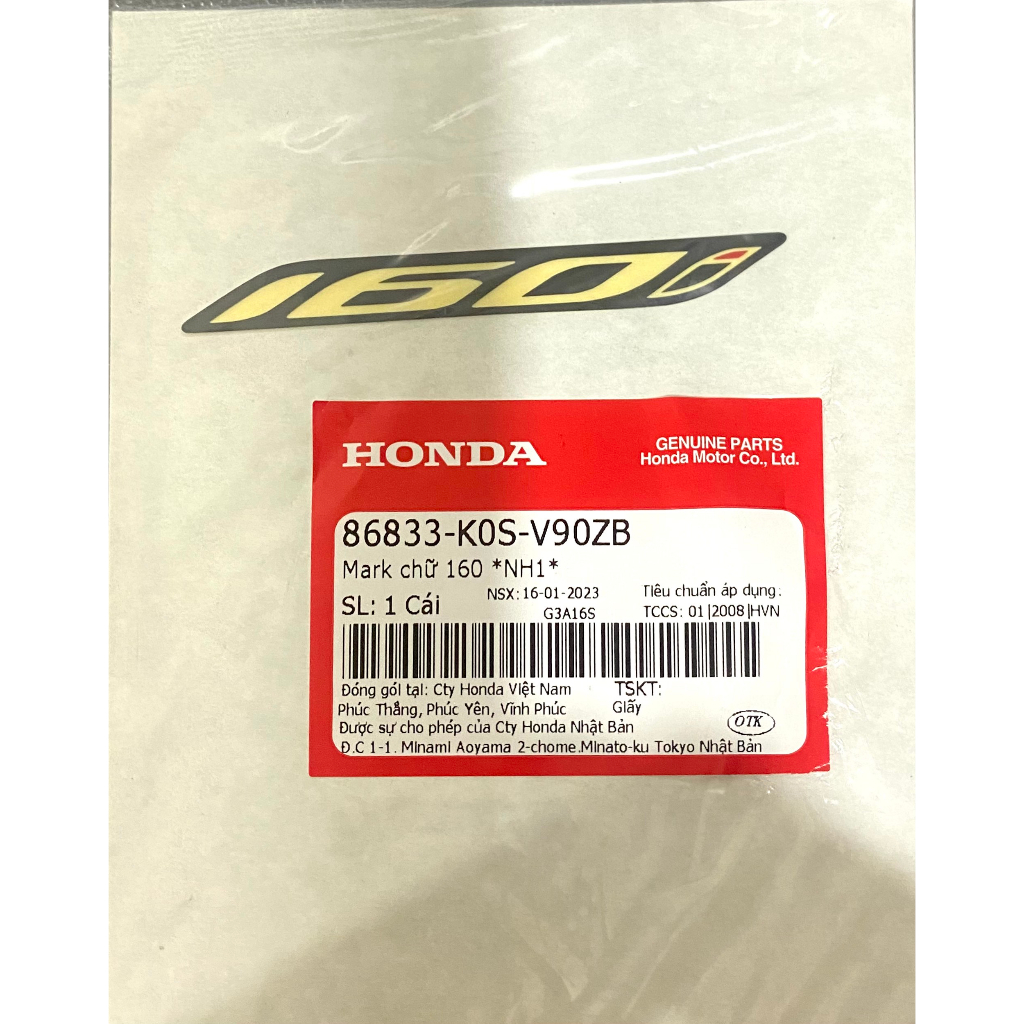 160i
HONDA
GENUINE PARTS
Honda Motor Co., Ltd.
86833-K0S-V90ZB
Mark chữ 160 *NH1*
SL: 1 Cái
NSX: 16-01-2023
G3A16S
Tiêu chuẩn áp dụng:
TCCS: 01|2008|HVN
Đóng gói tại: Cty Honda Việt Nam
Phúc Thắng, Phúc Yên, Vĩnh Phúc
TSKT:
Giấy
Được sự cho phép của Cty Honda Nhật Bản
Đ.C 1-1. Minami Aoyama 2-chome.Minato-ku Tokyo Nhật Bản
OTK